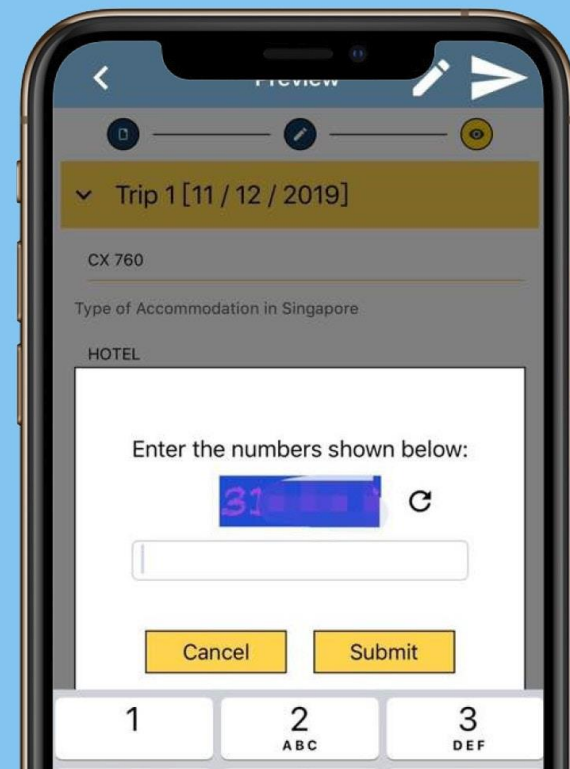 Preview
Trip 1 [11 / 12 / 2019]
CX 760
Type of Accommodation in Singapore
HOTEL
Enter the numbers shown below:
Cancel
Submit
1
2
ABC
3
DEF